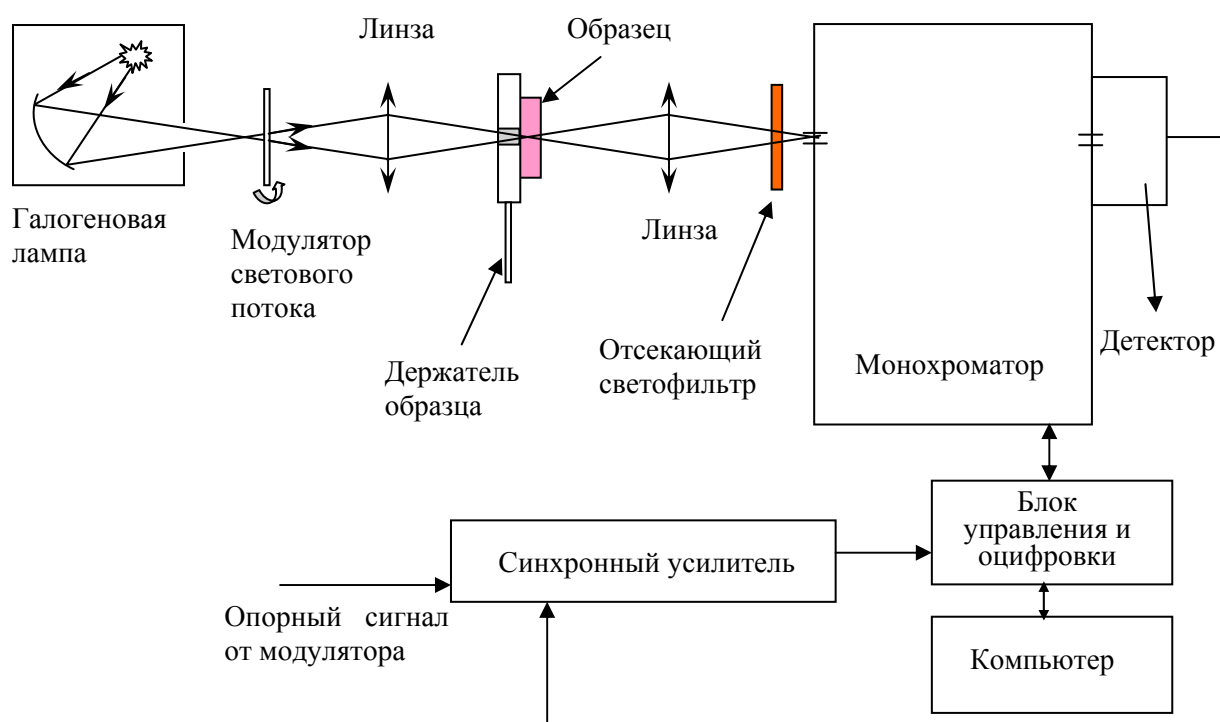 Линза
Образец
Галогеновая
лампа
Модулятор
светового
потока
Линза
Держатель
образца
Отсекающий
светофильтр
Монохроматор
Детектор
Блок
управления и
оцифровки
Синхронный усилитель
Опорный сигнал
от модулятора
Компьютер